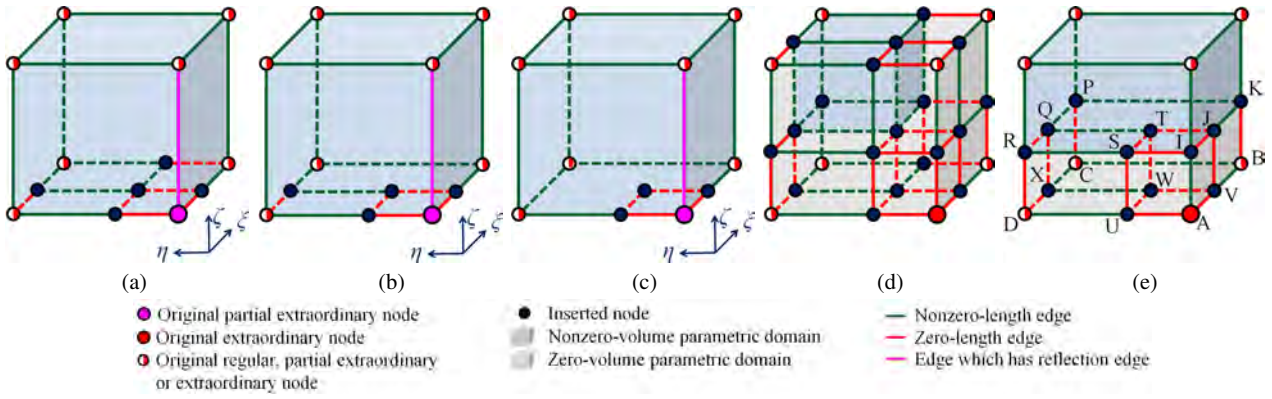 ζ ξ η
ζ ξ η
ζ ξ η
P K
Q T J
R S I B
X C W V
D U A
(a) (b) (c) (d) (e)
Original partial extraordinary node
Original extraordinary node
Original regular, partial extraordinary
or extraordinary node
Inserted node
Nonzero-volume parametric domain
Zero-volume parametric domain
Nonzero-length edge
Zero-length edge
Edge which has reflection edge